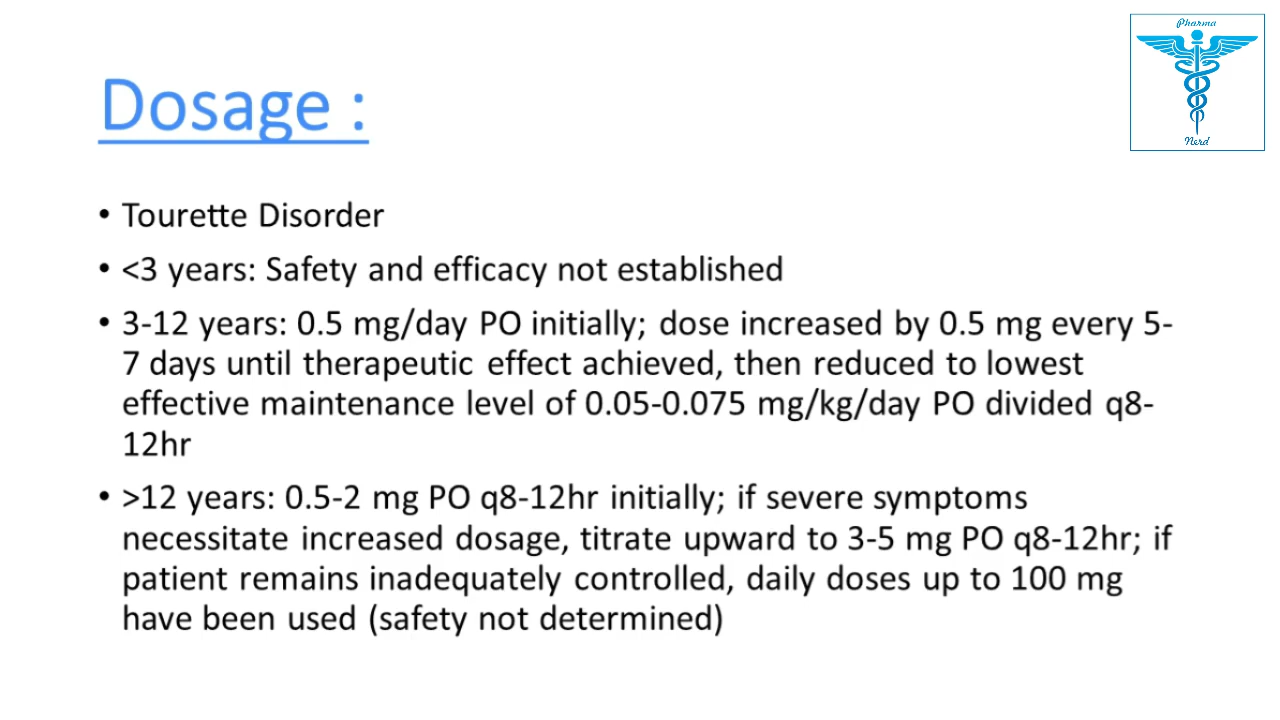 Pharma
Nerd
Dosage :
• Tourette Disorder
• <3 years: Safety and efficacy not established
• 3-12 years: 0.5 mg/day PO initially; dose increased by 0.5 mg every 5-
7 days until therapeutic effect achieved, then reduced to lowest
effective maintenance level of 0.05-0.075 mg/kg/day PO divided q8-
12hr
• >12 years: 0.5-2 mg PO q8-12hr initially; if severe symptoms
necessitate increased dosage, titrate upward to 3-5 mg PO q8-12hr; if
patient remains inadequately controlled, daily doses up to 100 mg
have been used (safety not determined)